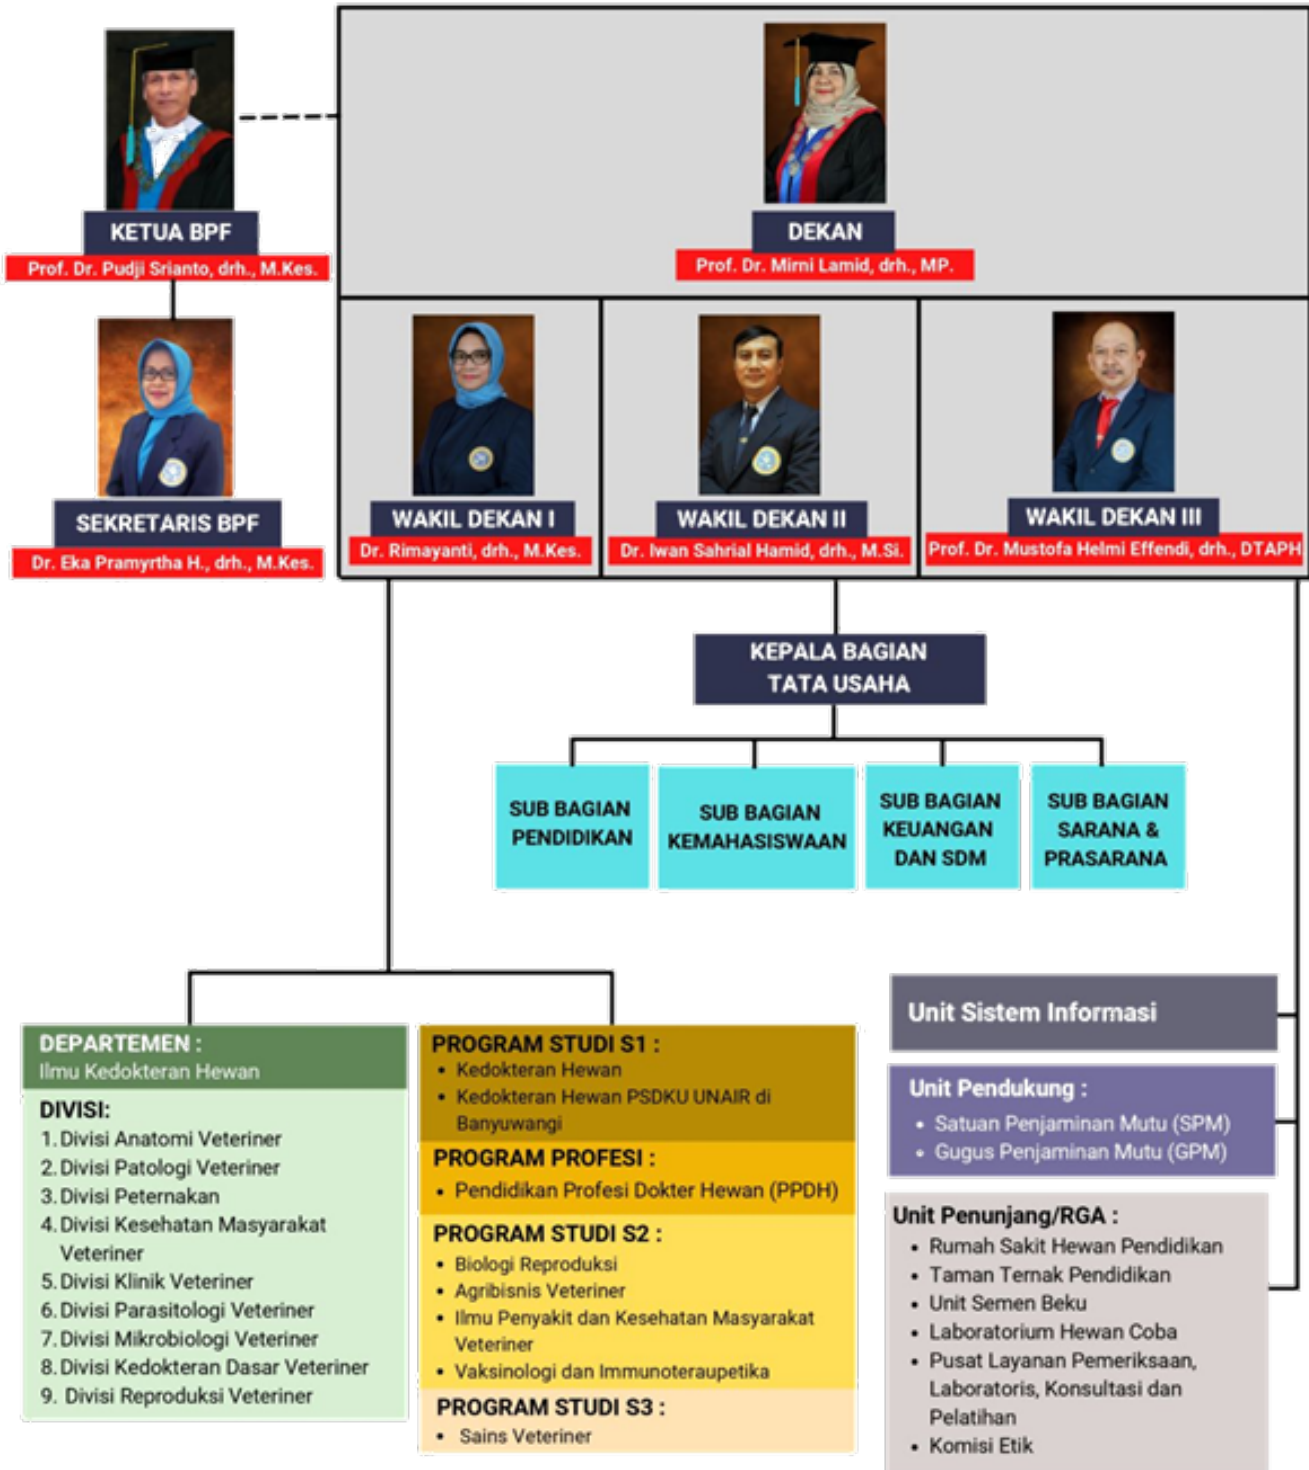 KETUA BPF
Prof. Dr. Pudji Srianto, drh., M.Kes.
SEKRETARIS BPF
Dr. Eka Pramyrtha H., drh., M.Kes.
DEKAN
Prof. Dr. Mirni Lamid, drh., MP.
WAKIL DEKAN I
Dr. Rimayanti, drh., M.Kes.
WAKIL DEKAN II
Dr. Iwan Sahrial Hamid, drh., M.Si.
WAKIL DEKAN III
Prof. Dr. Mustofa Helmi Effendi, drh., DTAPH
KEPALA BAGIAN
TATA USAHA
SUB BAGIAN
PENDIDIKAN
SUB BAGIAN
KEMAHASISWAAN
SUB BAGIAN
KEUANGAN
DAN SDM
SUB BAGIAN
SARANA &
PRASARANA
DEPARTEMEN :
Ilmu Kedokteran Hewan
DIVISI:
1. Divisi Anatomi Veteriner
2. Divisi Patologi Veteriner
3. Divisi Peternakan
4. Divisi Kesehatan Masyarakat
Veteriner
5. Divisi Klinik Veteriner
6. Divisi Parasitologi Veteriner
7. Divisi Mikrobiologi Veteriner
8. Divisi Kedokteran Dasar Veteriner
9. Divisi Reproduksi Veteriner
PROGRAM STUDI S1 :
• Kedokteran Hewan
• Kedokteran Hewan PSDKU UNAIR di
Banyuwangi
PROGRAM PROFESI :
• Pendidikan Profesi Dokter Hewan (PPDH)
PROGRAM STUDI S2 :
• Biologi Reproduksi
• Agribisnis Veteriner
• Ilmu Penyakit dan Kesehatan Masyarakat
Veteriner
• Vaksinologi dan Immunoteraupetika
PROGRAM STUDI S3 :
• Sains Veteriner
Unit Sistem Informasi
Unit Pendukung :
• Satuan Penjaminan Mutu (SPM)
• Gugus Penjaminan Mutu (GPM)
Unit Penunjang/RGA :
• Rumah Sakit Hewan Pendidikan
• Taman Ternak Pendidikan
• Unit Semen Beku
• Laboratorium Hewan Coba
• Pusat Layanan Pemeriksaan,
Laboratoris, Konsultasi dan
Pelatihan
• Komisi Etik